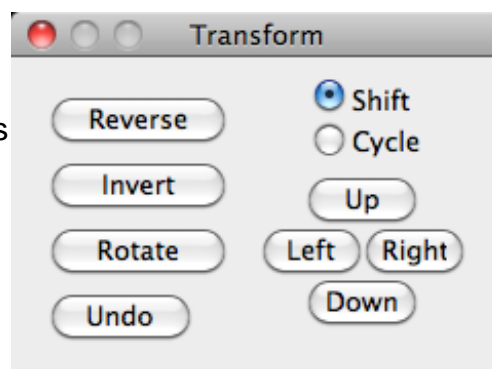 Transform
s
Reverse
Invert
Rotate
Undo
Shift
Cycle
Up
Left Right
Down